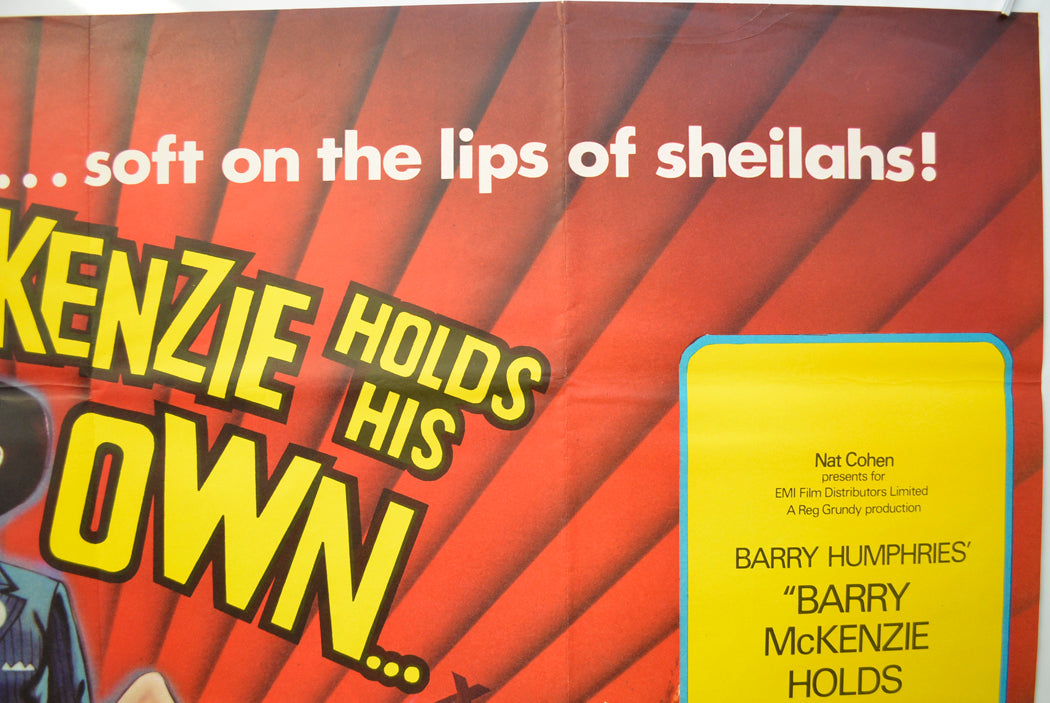 ... soft on the lips of sheilahs!
KENZIE HOLDS
HIS
OWN...
Nat Cohen
presents for
EMI Film Distributors Limited
A Reg Grundy production
BARRY HUMPHRIES'
"BARRY
McKENZIE
HOLDS